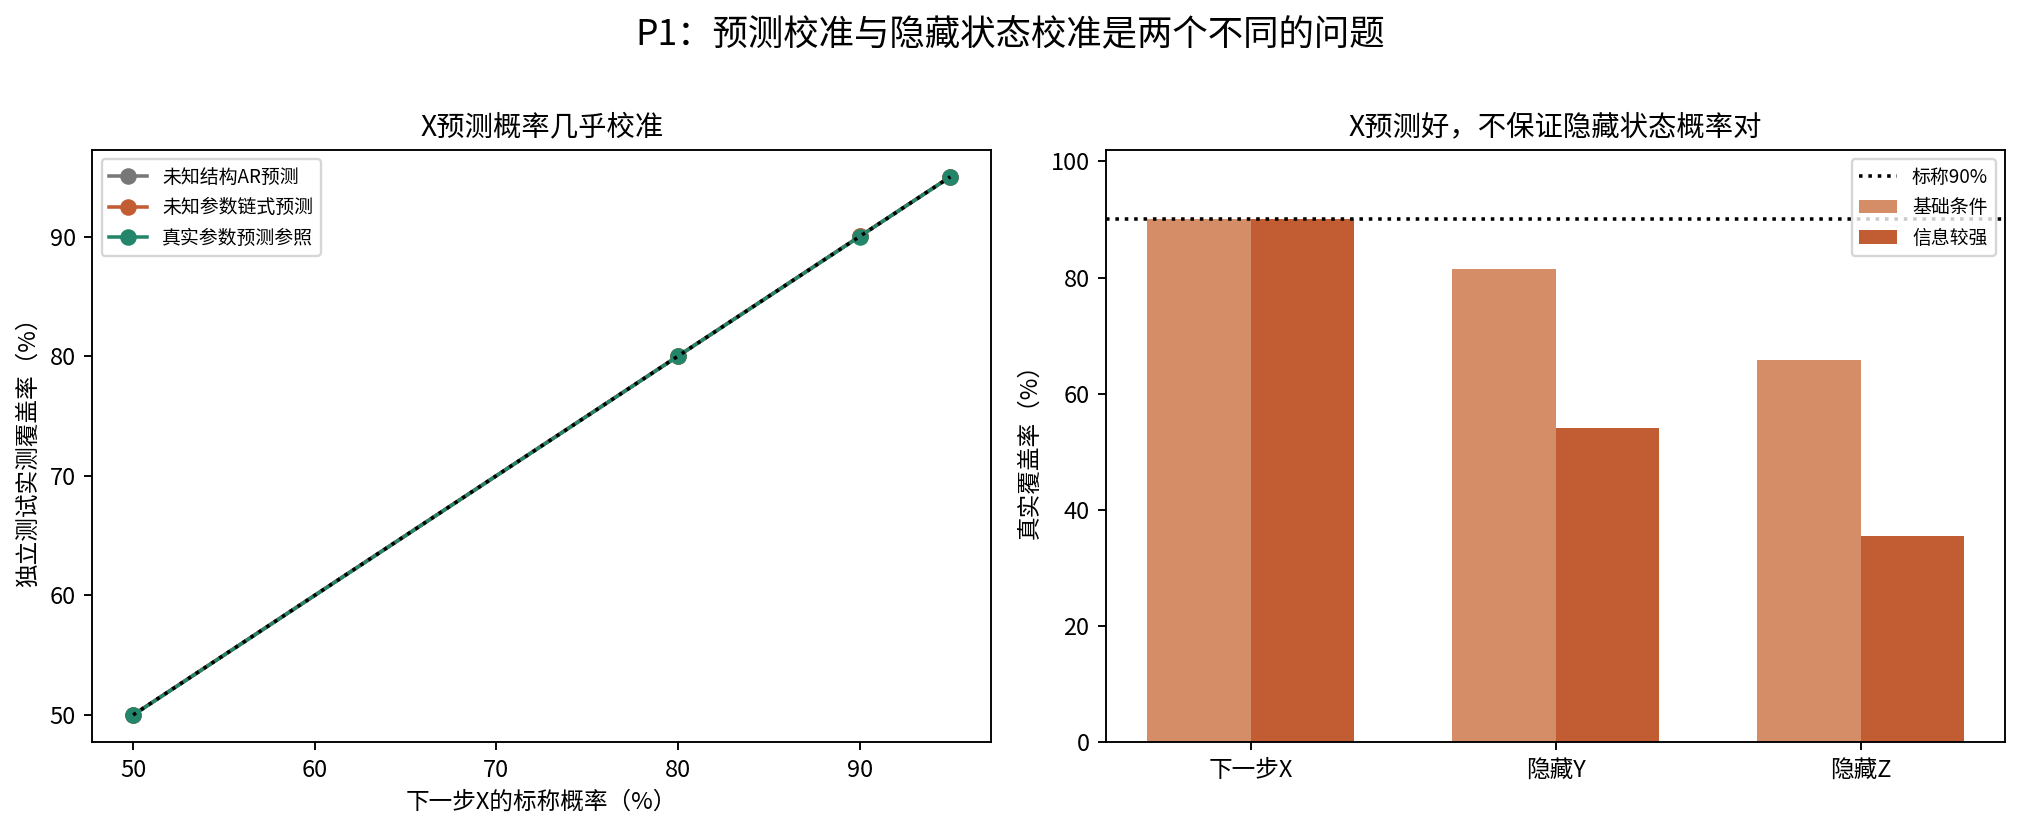 P1：预测校准与隐藏状态校准是两个不同的问题
X预测概率几乎校准
未知结构AR预测
未知参数链式预测
真实参数预测参照
独立测试实测覆盖率（%）
90
80
70
60
50
50 60 70 80 90
下一步X的标称概率（%）
X预测好，不保证隐藏状态概率对
标称90%
基础条件
信息较强
真实覆盖率（%）
100
80
60
40
20
0
下一步X 隐藏Y 隐藏Z